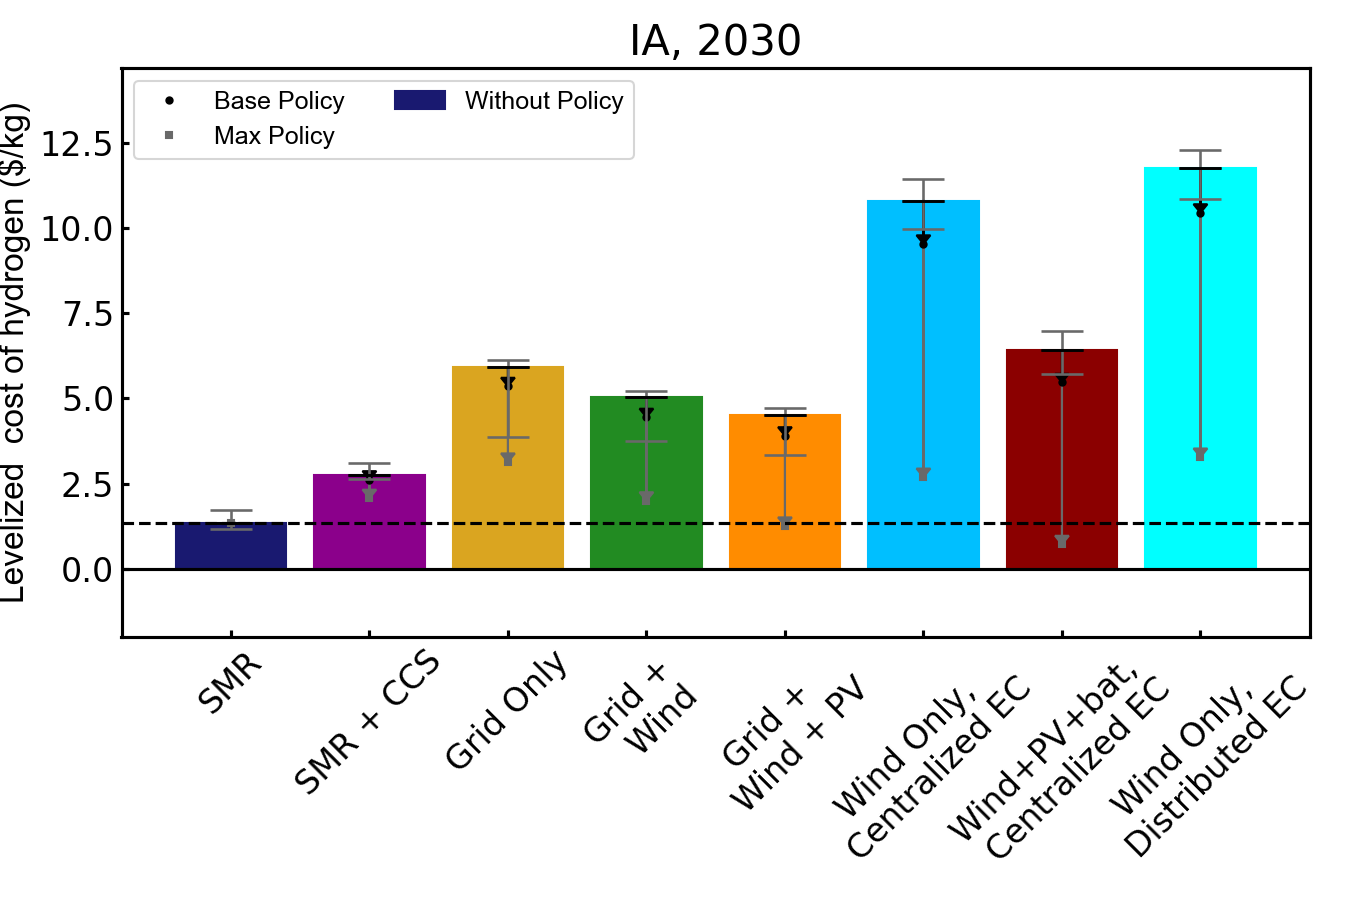 IA, 2030
Base Policy
Max Policy
Without Policy
Levelized cost of hydrogen ($/kg)
12.5
10.0
7.5
5.0
2.5
0.0
SMR
SMR + CCS
Grid Only
Grid +
Wind
Grid +
Wind + PV
Wind Only,
Centralized EC
Wind+PV+bat,
Centralized EC
Wind Only,
Distributed EC